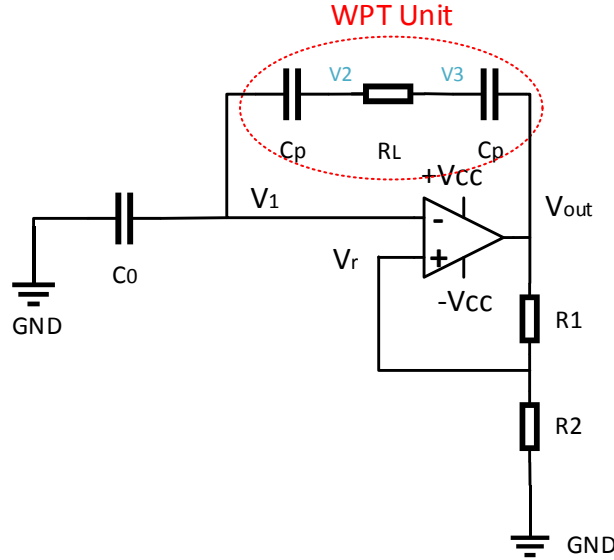 WPT Unit
V2
V3
Cp
RL
Cp
+Vcc
V1
Vout
-
C0
Vr
+
-Vcc
GND
R1
R2
GND